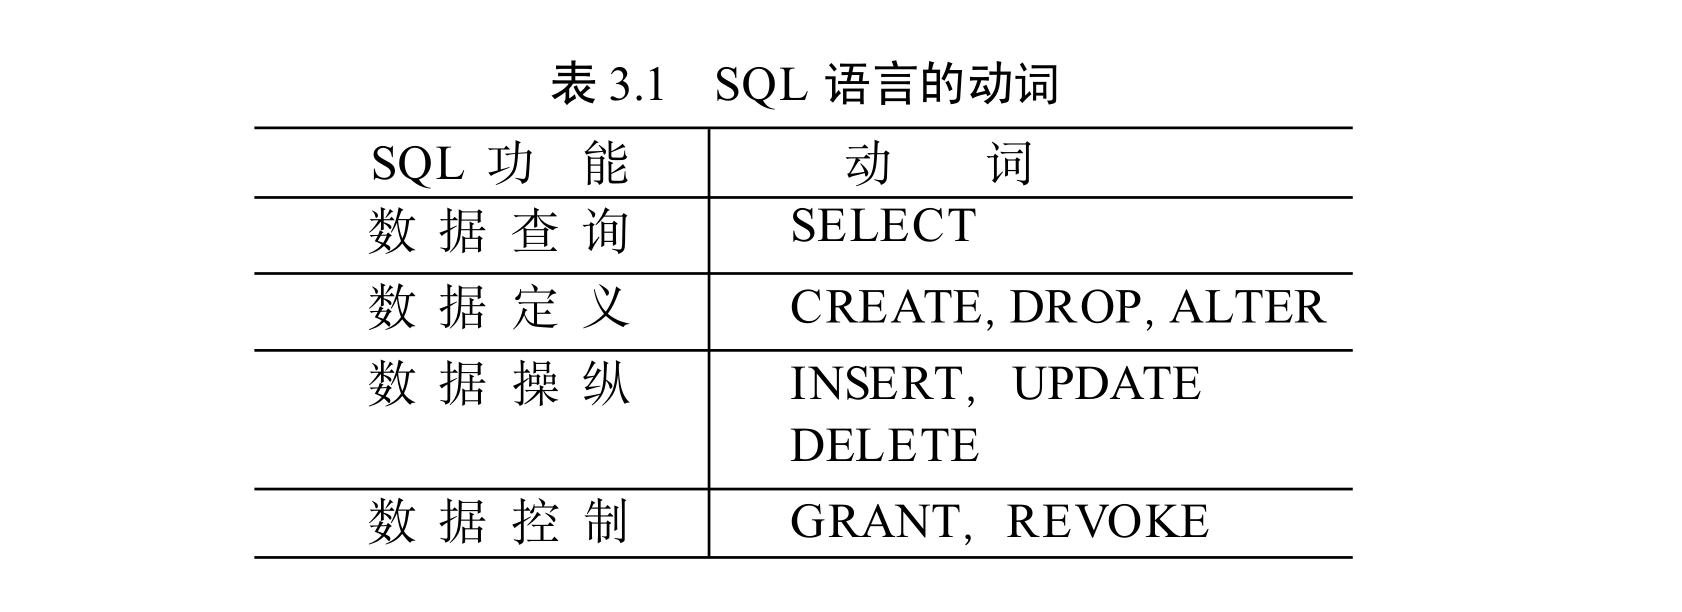 表 3.1 SQL 语言的动词
SQL 功 能 动 词
数 据 查 询 SELECT
数 据 定 义 CREATE, DROP, ALTER
数 据 操 纵 INSERT, UPDATE
DELETE
数 据 控 制 GRANT, REVOKE